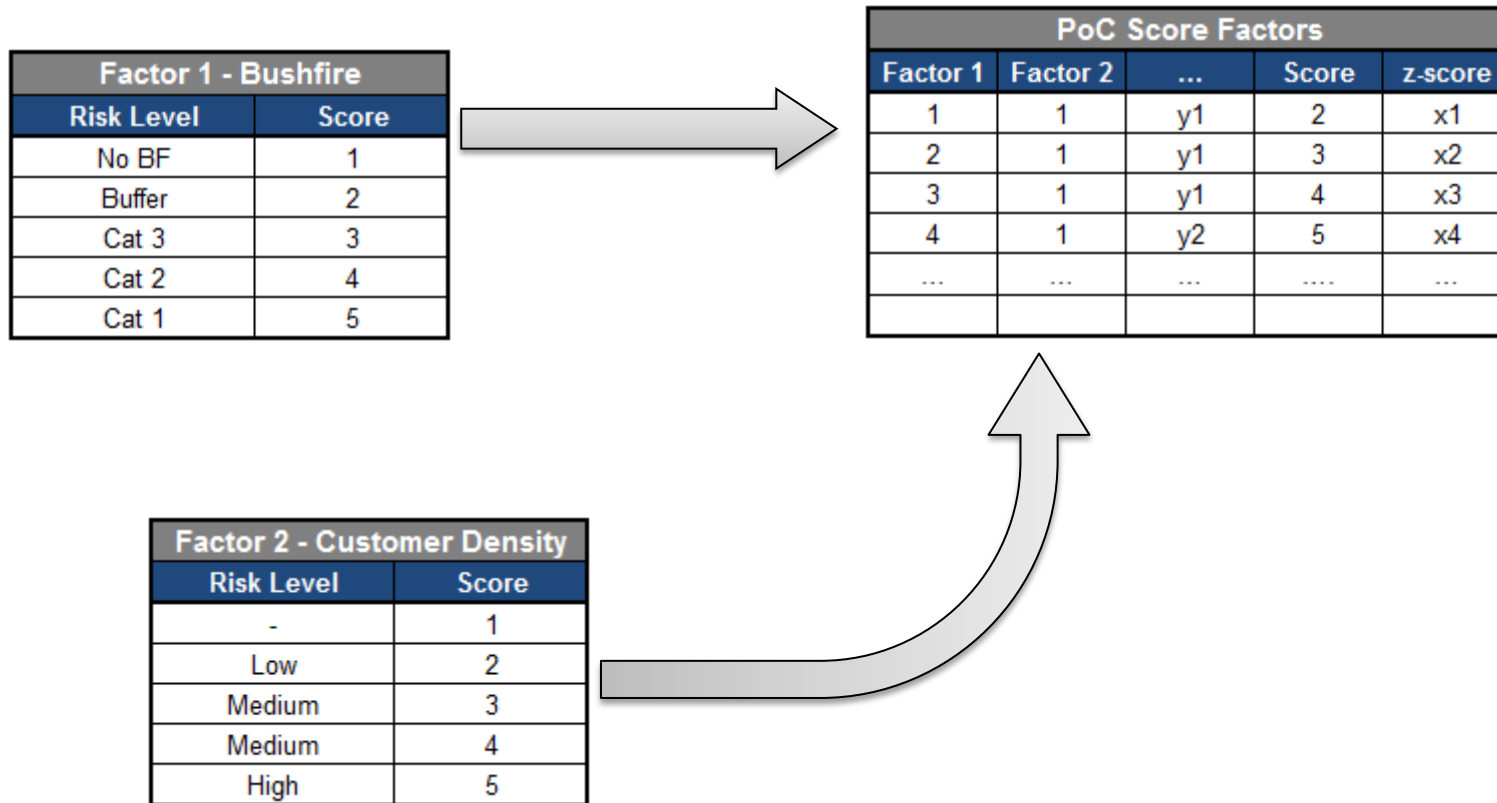 Factor 1 - Bushfire
Risk Level Score
No BF 1
Buffer 2
Cat 3 3
Cat 2 4
Cat 1 5
PoC Score Factors
Factor 1 Factor 2 ... Score z-score
1 1 y1 2 x1
2 1 y1 3 x2
3 1 y1 4 x3
4 1 y2 5 x4
... ... ... .... ...
Factor 2 - Customer Density
Risk Level Score
- 1
Low 2
Medium 3
Medium 4
High 5